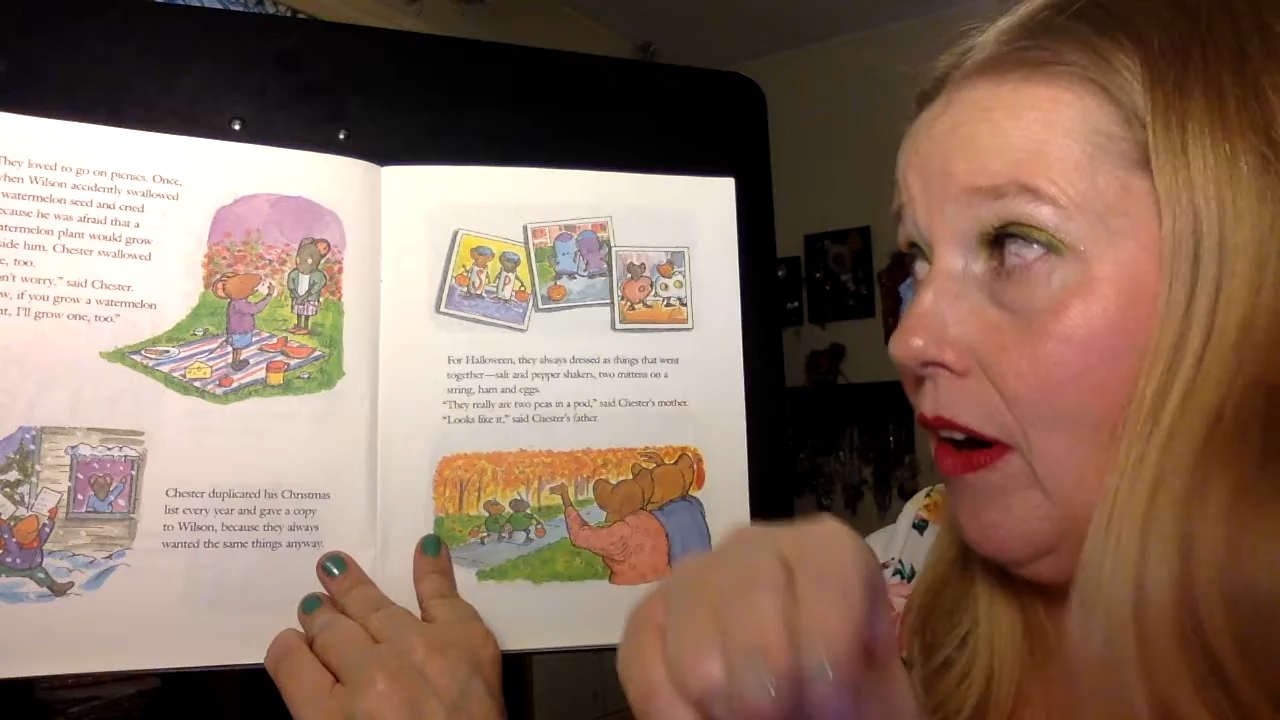 They loved to go on picnics. Once,
when Wilson accidently swallowed
watermelon seed and cried
because he was afraid that a
watermelon plant would grow
inside him, Chester swallowed
too.
worry," said Chester.
if you grow a watermelon
I'll grow one, too."
Chester duplicated his Christmas
list every year and gave a copy
to Wilson, because they always
wanted the same things anyway.
For Halloween, they always dressed as things that went
together—salt and pepper shakers, two mittens on a
string, ham and eggs.
"They really are two peas in a pod," said Chester's mother.
"Looks like it," said Chester's father.